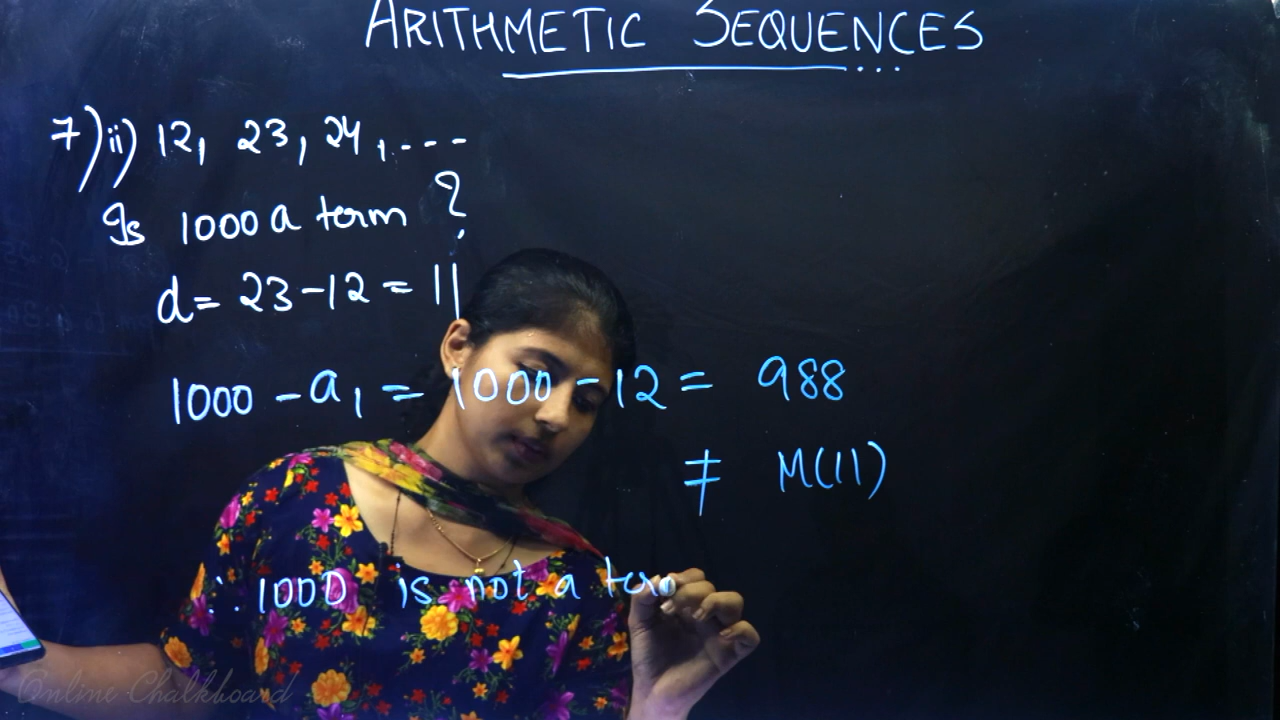 ARITHMETIC SEQUENCES ...
7) ii) 12, 23, 24, ...
Is 1000 a term ?
d = 23 - 12 = 11
1000 - a₁ = 1000 - 12 = 988
≠ M(11)
∴ 1000 is not a term
Online Chalkboard